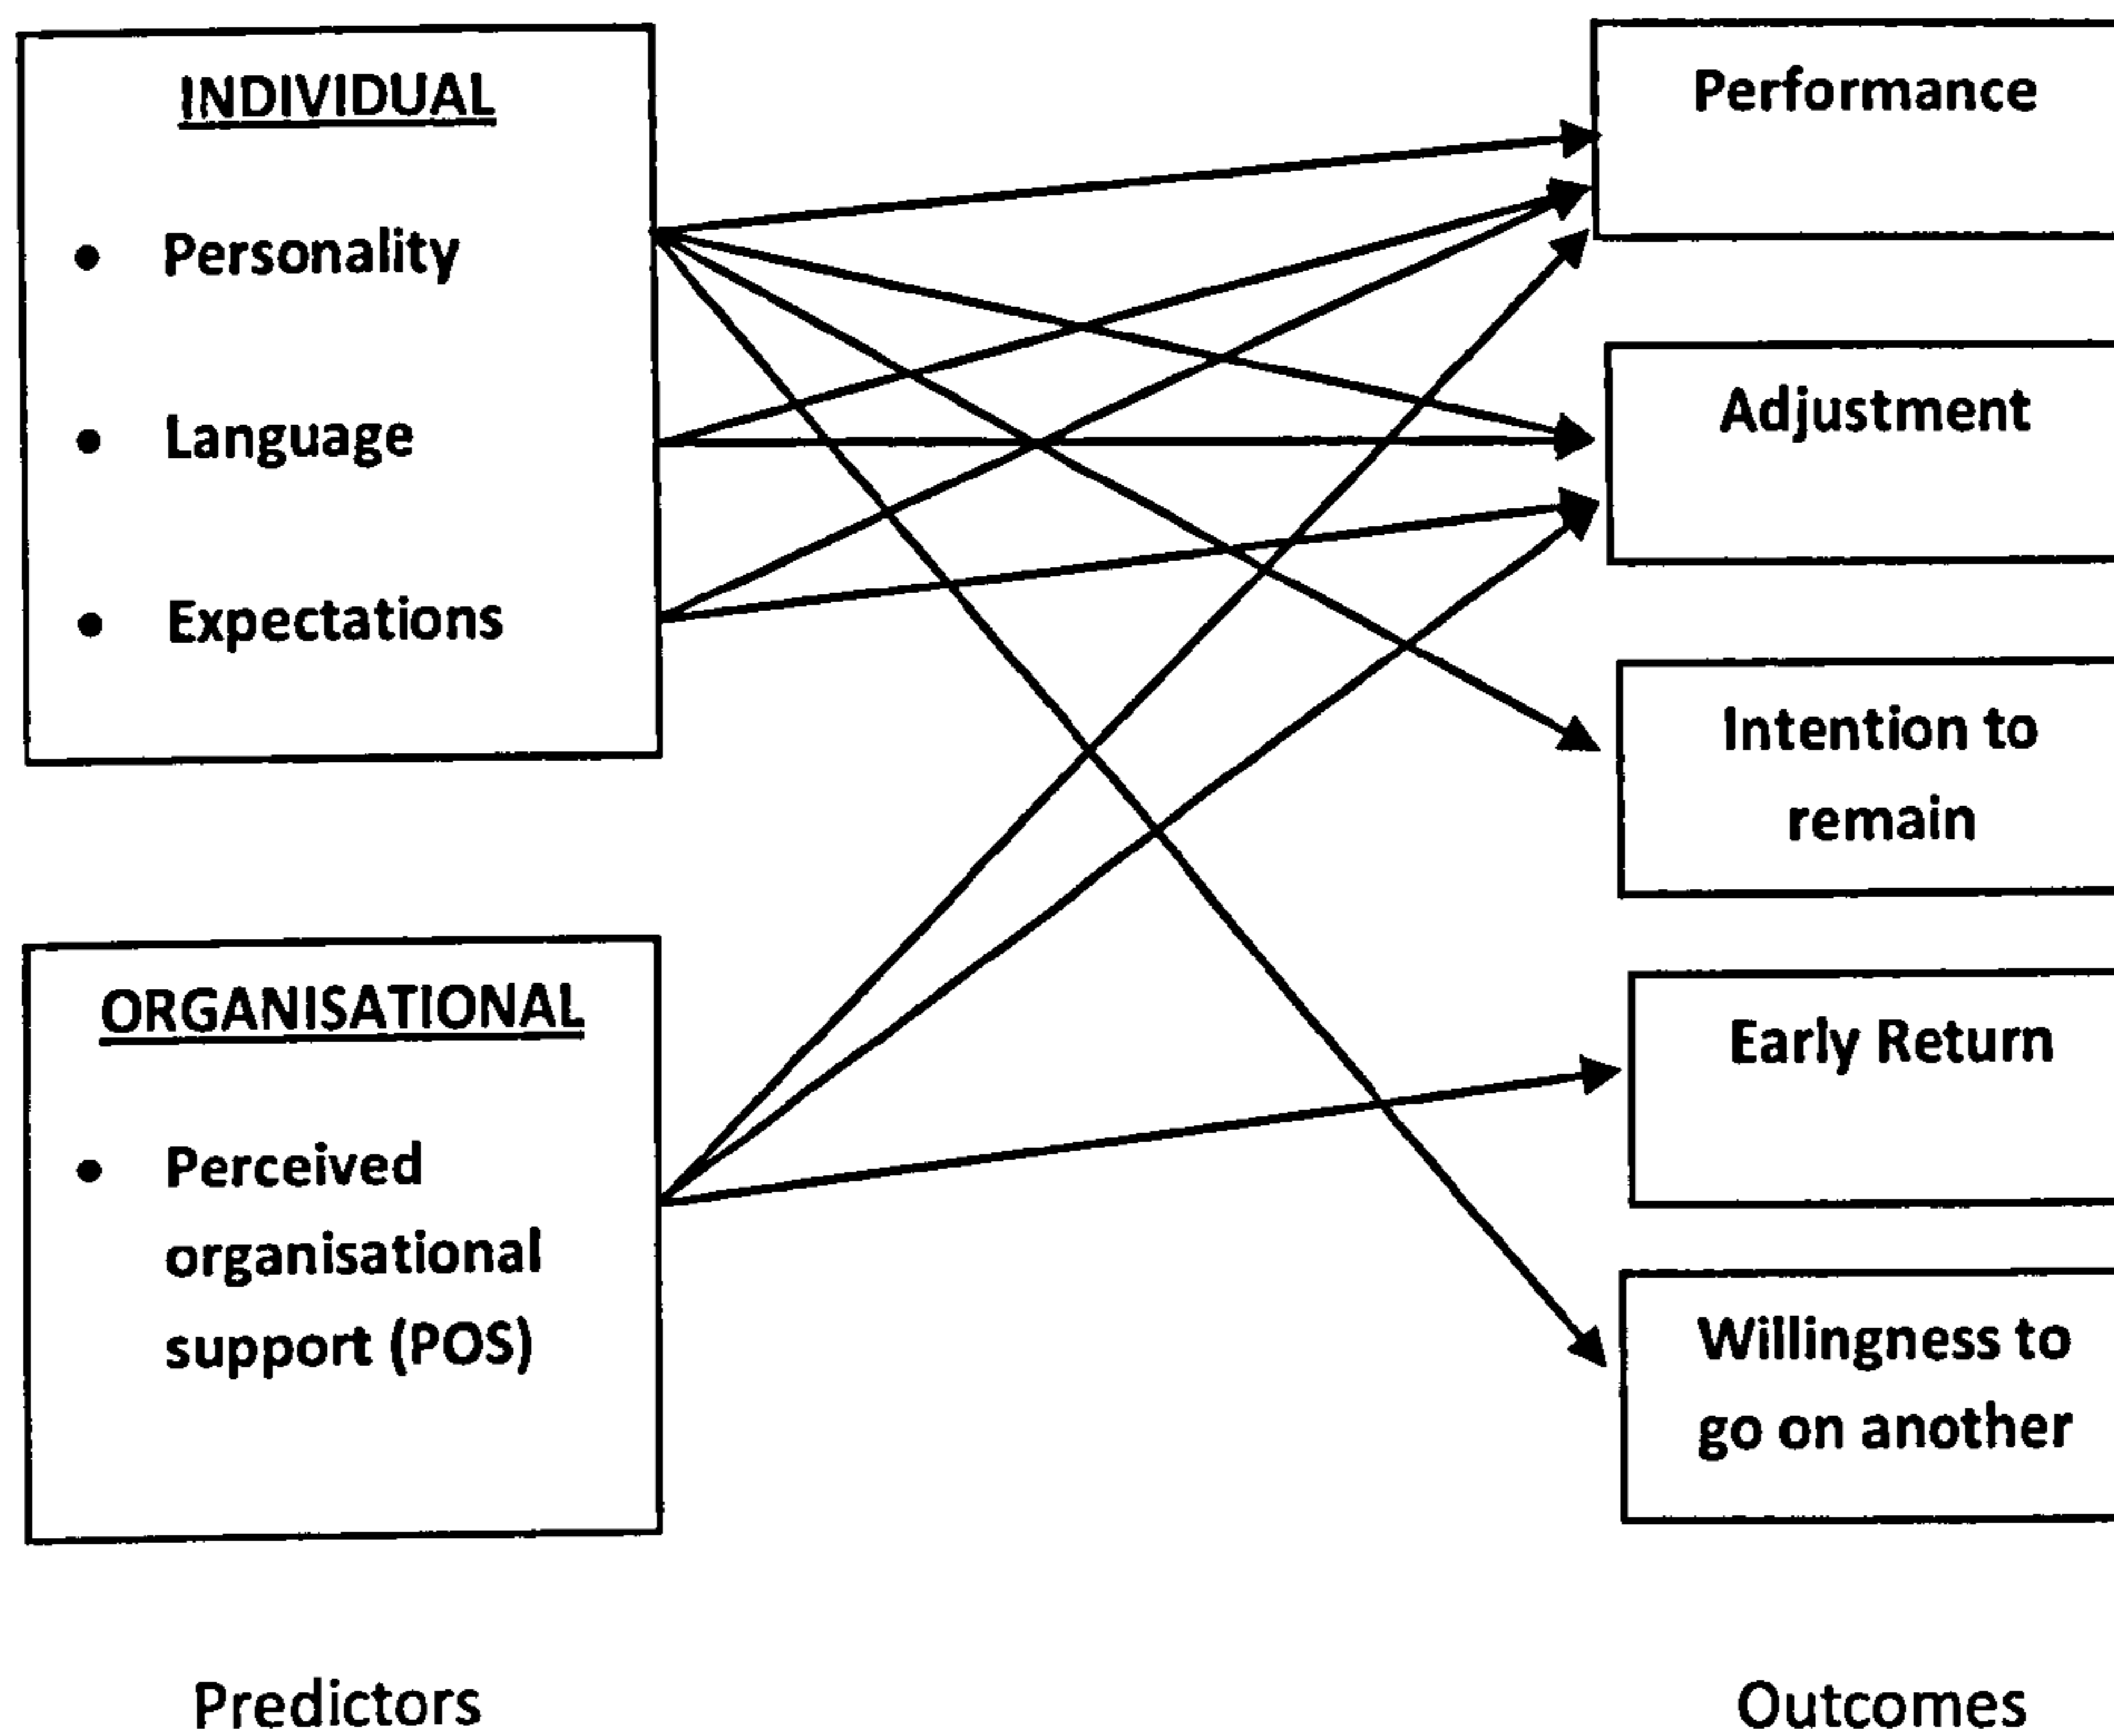 INDIVIDUAL
• Personality
• Language
• Expectations
ORGANISATIONAL
• Perceived
organisational
support (POS)
Predictors
Performance
Adjustment
Intention to
remain
Early Return
Willingness to
go on another
Outcomes